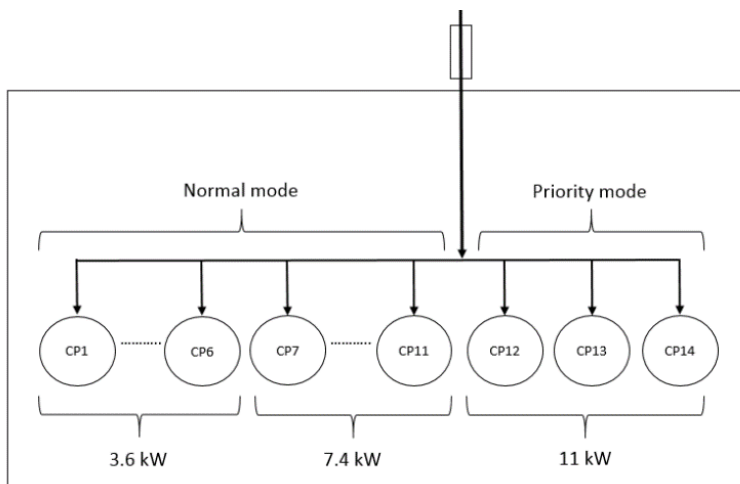 Normal mode
Priority mode
CP1
CP6
CP7
CP11
CP12
CP13
CP14
3.6 kW
7.4 kW
11 kW